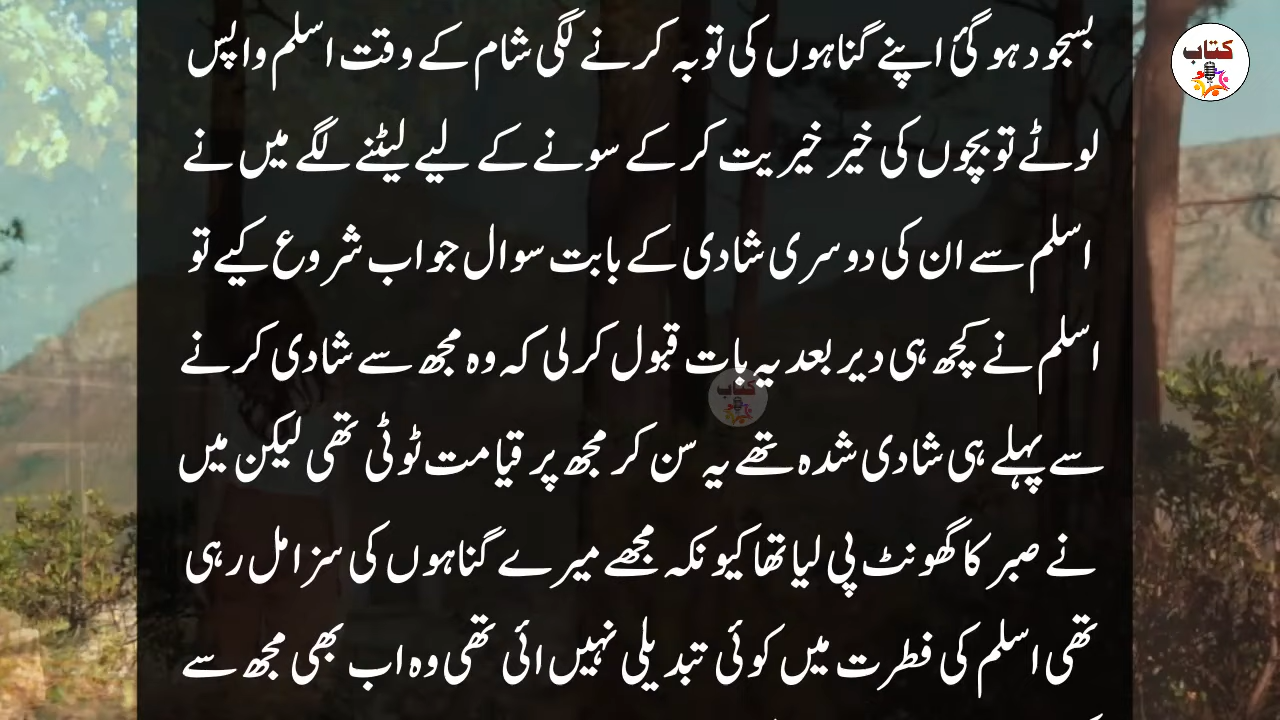 بسجود ہو گئ اپنے گناہوں کی توبہ کرنے لگی شام کے وقت اسلم واپس
لوٹے تو بچوں کی خیر خیریت کر کے سونے کے لیے لیٹنے لگے میں نے
اسلم سے ان کی دوسری شادی کے بابت سوال جواب شروع کیے تو
اسلم نے کچھ ہی دیر بعد یہ بات قبول کر لی کہ وہ مجھ سے شادی کرنے
سے پہلے ہی شادی شدہ تھے یہ سن کر مجھ پر قیامت ٹوٹی تھی لیکن میں
نے صبر کا گھونٹ پی لیا تھا کیونکہ مجھے میرے گناہوں کی سزا مل رہی
تھی اسلم کی فطرت میں کوئی تبدیلی نہیں ائی تھی وہ اب بھی مجھ سے
کتاب
کتاب